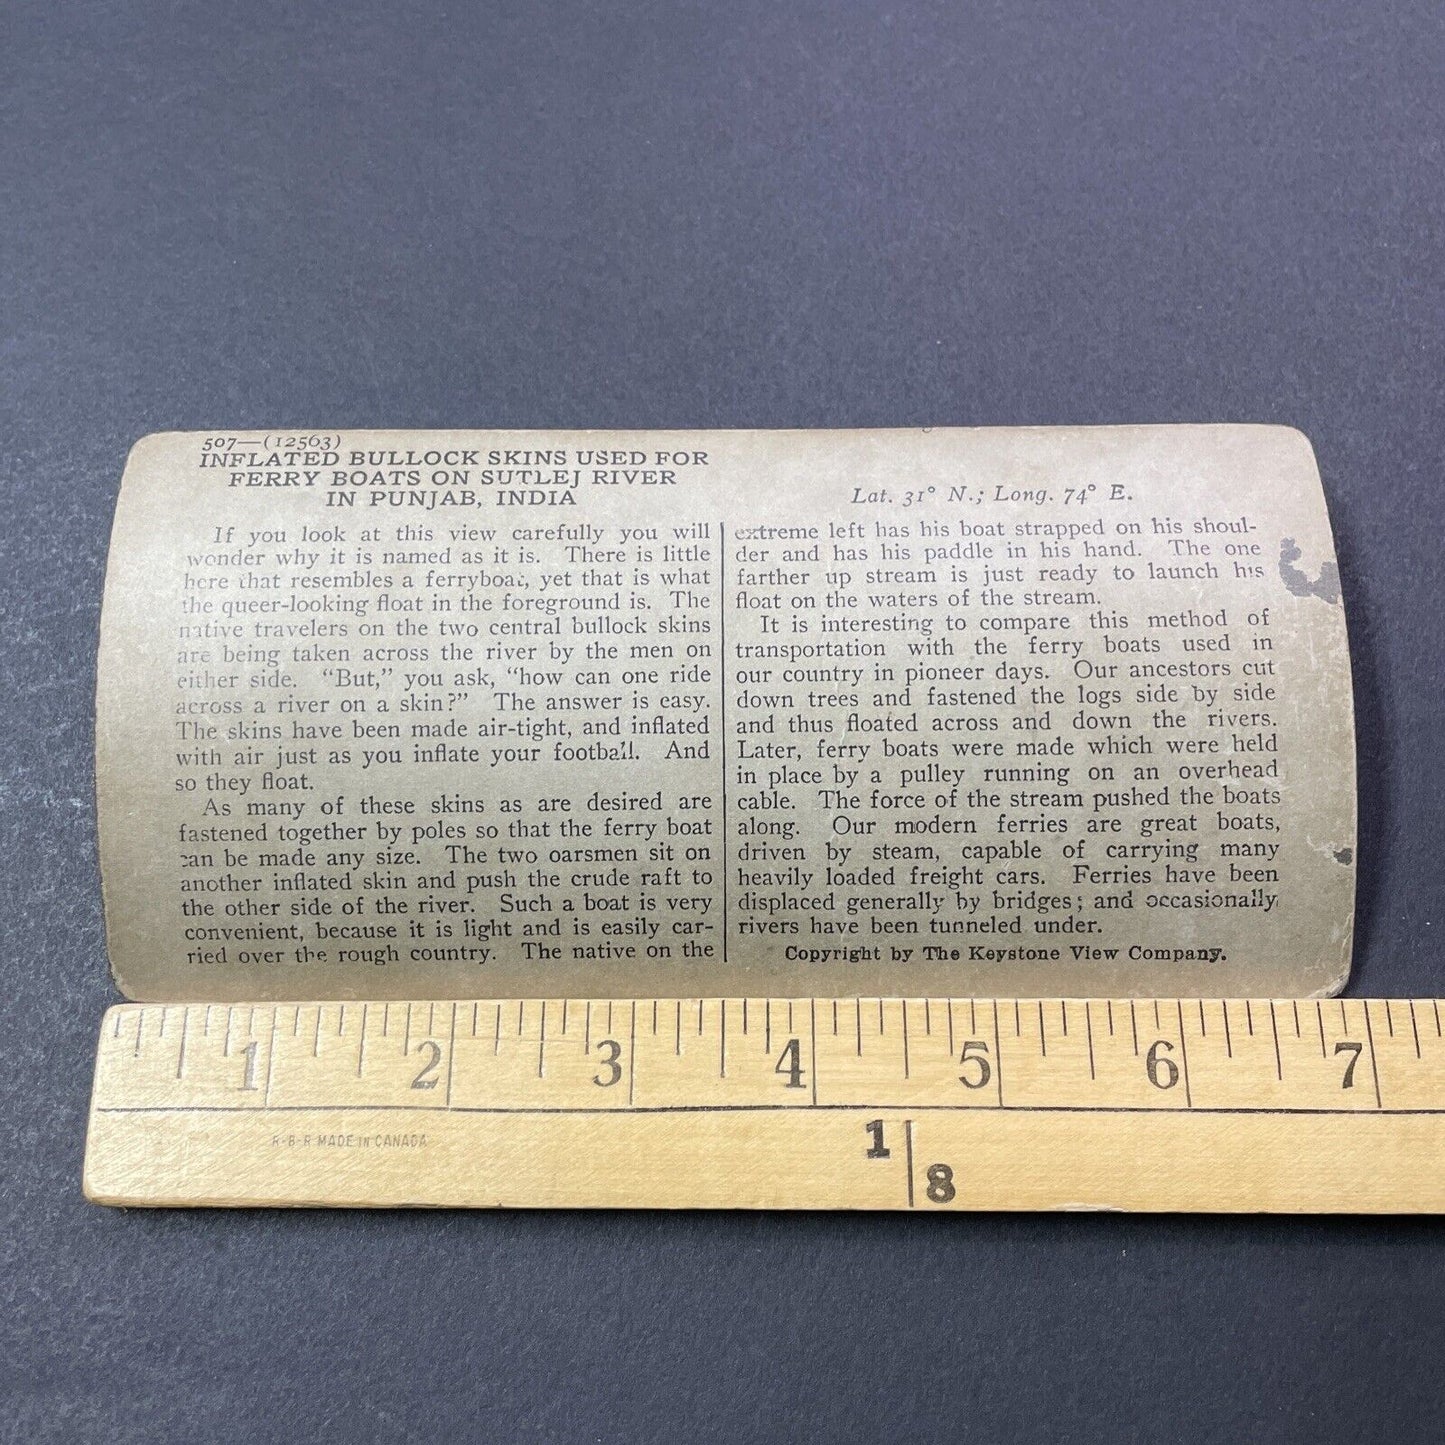 507—(12563)
INFLATED BULLOCK SKINS USED FOR
FERRY BOATS ON SUTLEJ RIVER
IN PUNJAB, INDIA
Lat. 31° N.; Long. 74° E.
If you look at this view carefully you will
wonder why it is named as it is. There is little
here that resembles a ferryboat, yet that is what
the queer-looking float in the foreground is. The
native travelers on the two central bullock skins
are being taken across the river by the men on
either side. "But," you ask, "how can one ride
across a river on a skin?" The answer is easy.
The skins have been made air-tight, and inflated
with air just as you inflate your football. And
so they float.
As many of these skins as are desired are
fastened together by poles so that the ferry boat
can be made any size. The two oarsmen sit on
another inflated skin and push the crude raft to
the other side of the river. Such a boat is very
convenient, because it is light and is easily car-
ried over the rough country. The native on the
extreme left has his boat strapped on his shoul-
der and has his paddle in his hand. The one
farther up stream is just ready to launch his
float on the waters of the stream.
It is interesting to compare this method of
transportation with the ferry boats used in
our country in pioneer days. Our ancestors cut
down trees and fastened the logs side by side
and thus floated across and down the rivers.
Later, ferry boats were made which were held
in place by a pulley running on an overhead
cable. The force of the stream pushed the boats
along. Our modern ferries are great boats,
driven by steam, capable of carrying many
heavily loaded freight cars. Ferries have been
displaced generally by bridges; and occasionally
rivers have been tunneled under.
Copyright by The Keystone View Company.
1 2 3 4 5 6 7
R-B-R MADE IN CANADA
1
8